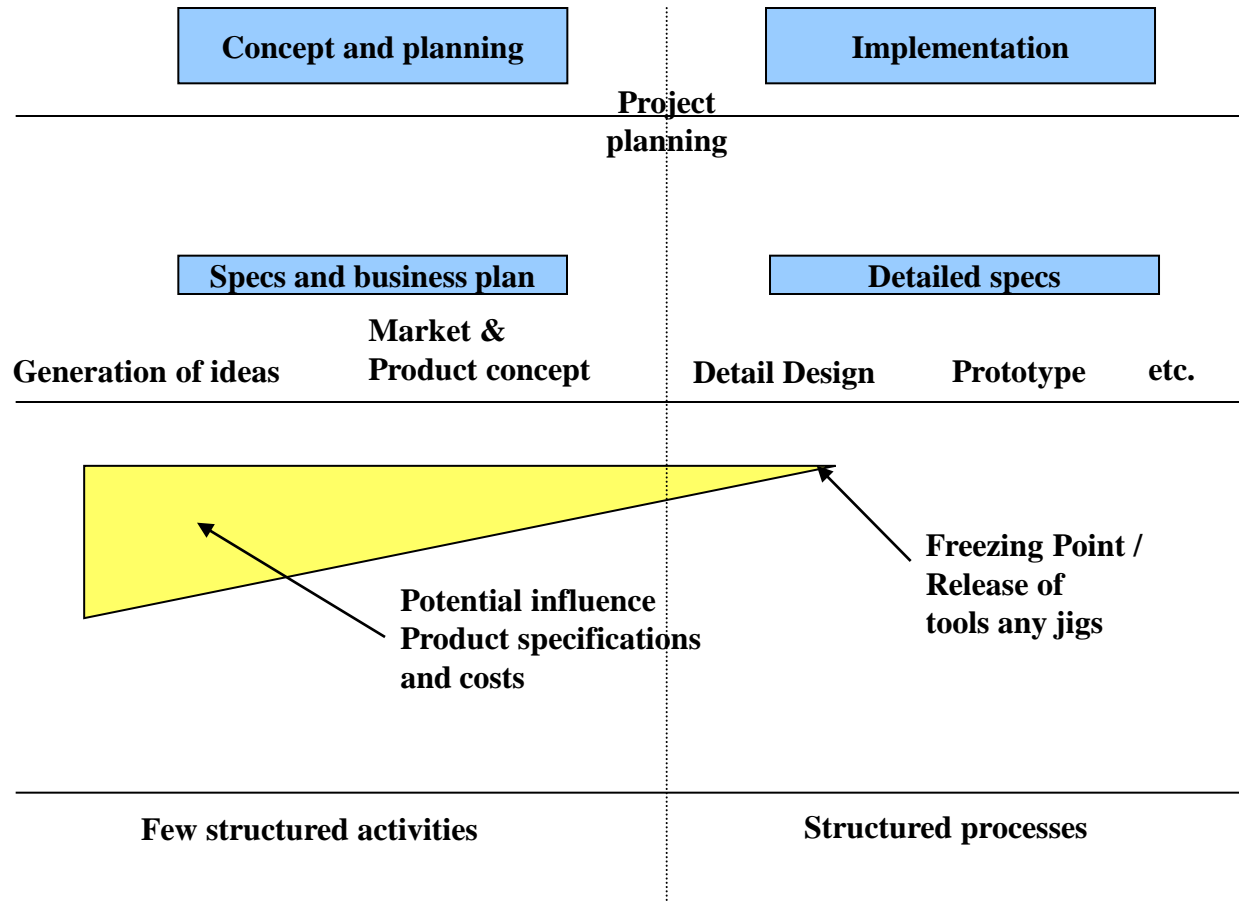 Concept and planning
Implementation
Project
planning
Specs and business plan
Detailed specs
Market &
Product concept
Generation of ideas
Detail Design
Prototype
etc.
Freezing Point /
Release of
tools any jigs
Potential influence
Product specifications
and costs
Few structured activities
Structured processes